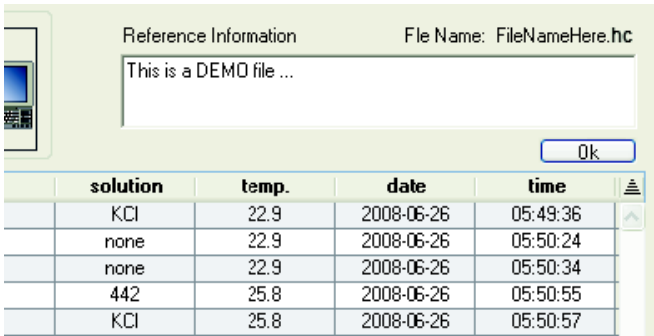 Reference Information Fle Name: FileNameHere.hc
This is a DEMO file ...
Ok
solution temp. date time
KCl 22.9 2008-06-26 05:49:36
none 22.9 2008-06-26 05:50:24
none 22.9 2008-06-26 05:50:34
442 25.8 2008-06-26 05:50:55
KCl 25.8 2008-06-26 05:50:57